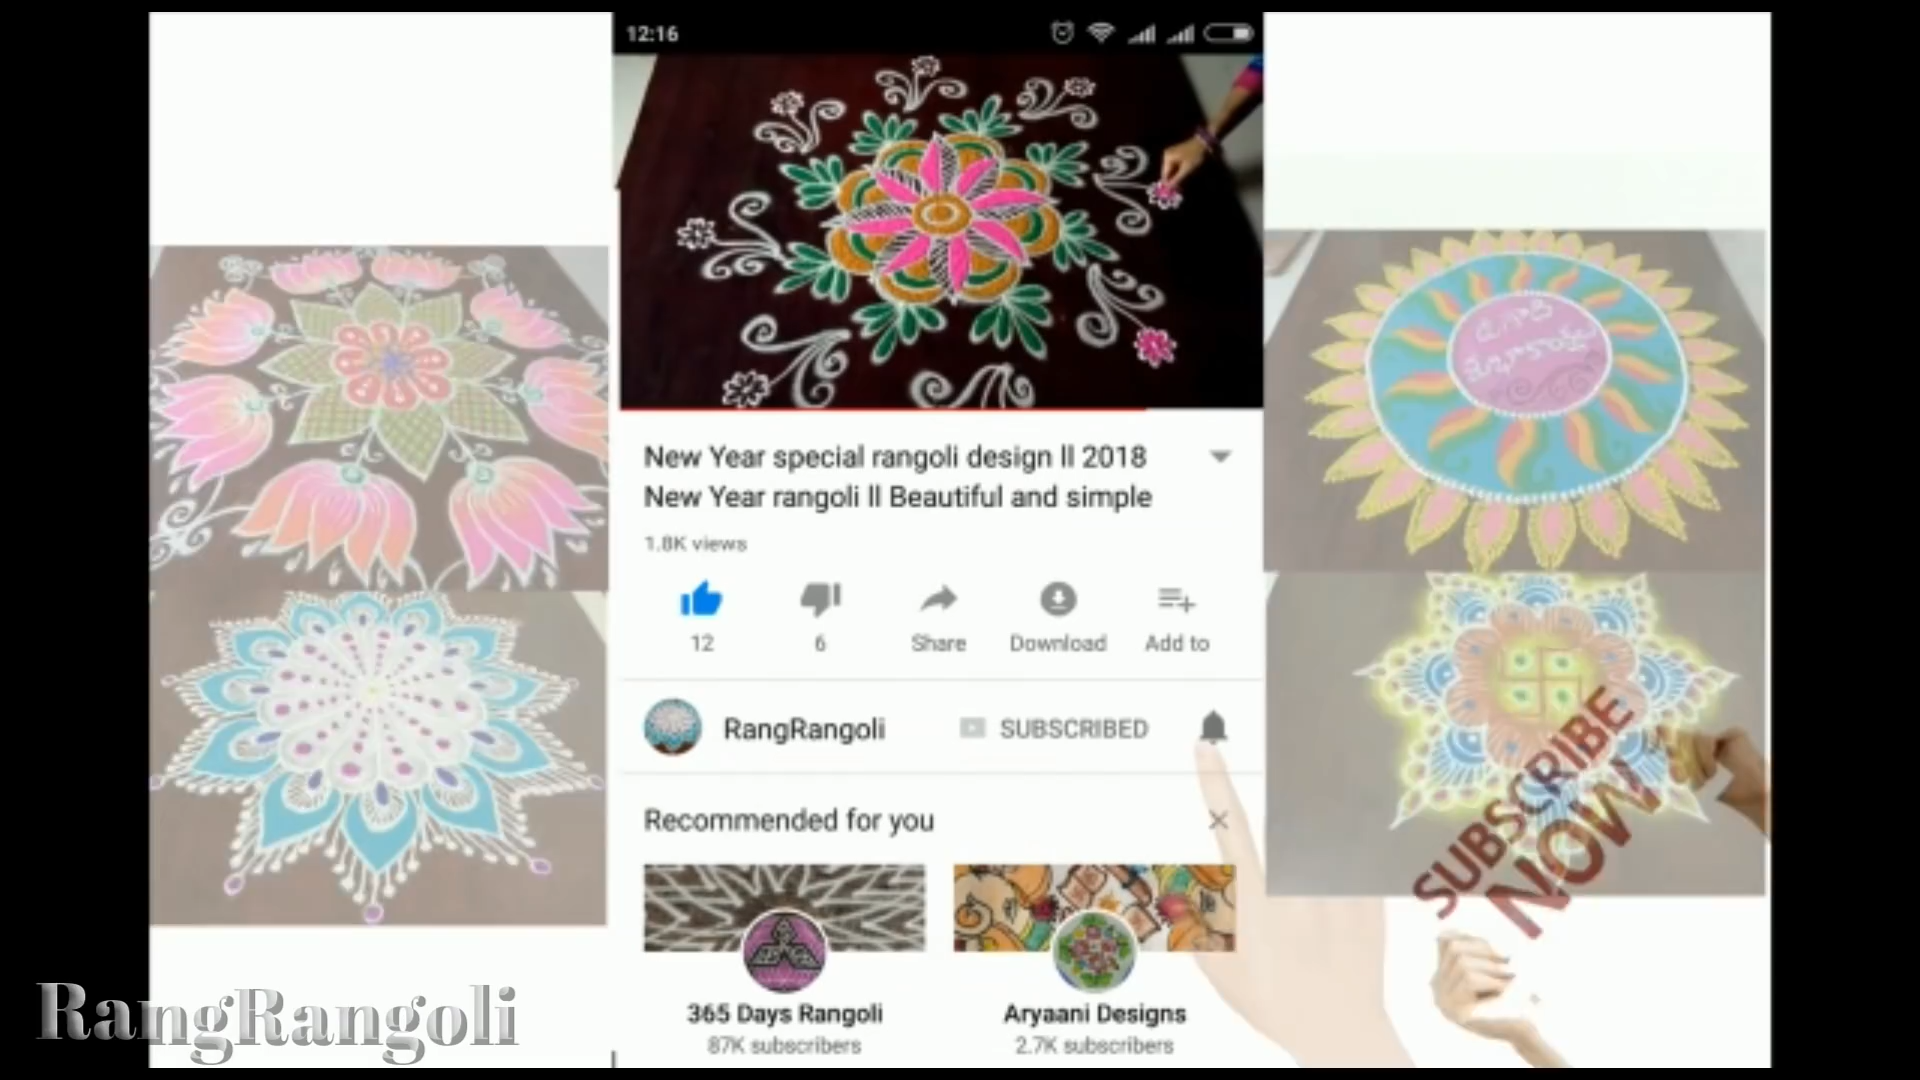 12:16
New Year special rangoli design ll 2018
New Year rangoli ll Beautiful and simple
1.8K views
12
6
Share
Download
Add to
RangRangoli
SUBSCRIBED
Recommended for you
365 Days Rangoli
87K subscribers
Aryaani Designs
2.7K subscribers
ఉగాది
SUBSCRIBE
NOW
RangRangoli